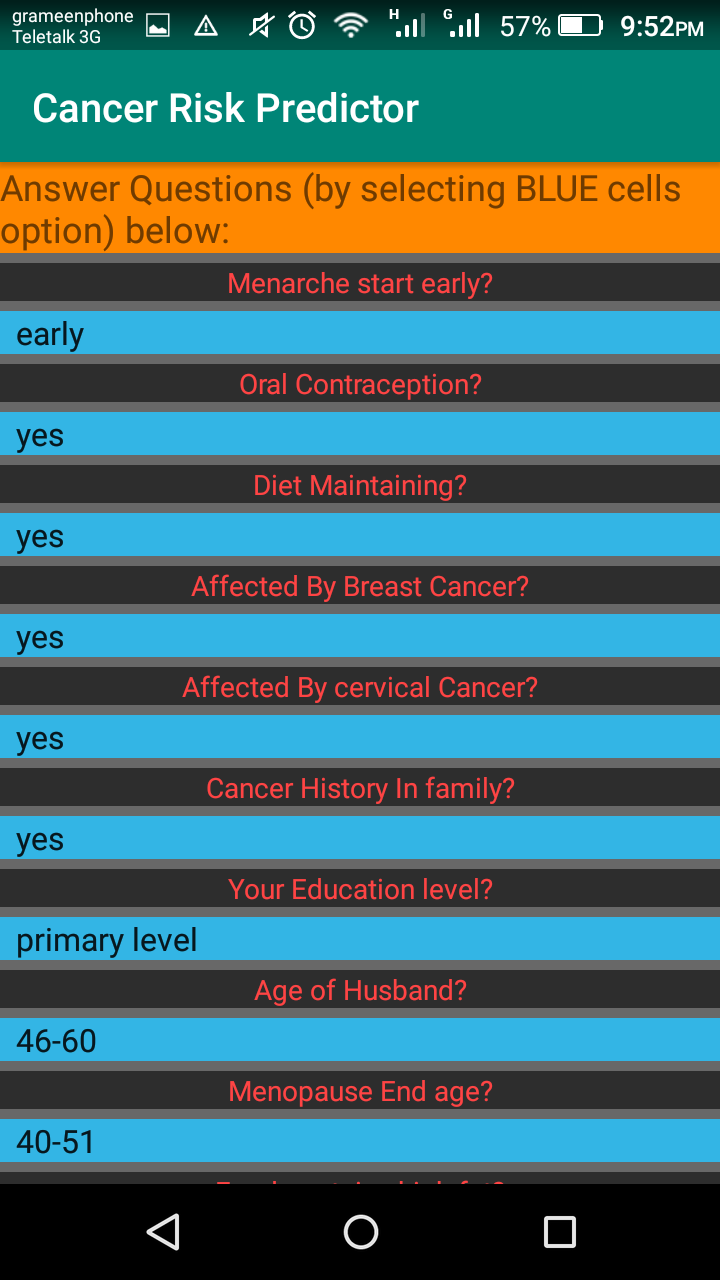 grameenphone
Teletalk 3G
H
G
57%
9:52PM
Cancer Risk Predictor
Answer Questions (by selecting BLUE cells
option) below:
Menarche start early?
early
Oral Contraception?
yes
Diet Maintaining?
yes
Affected By Breast Cancer?
yes
Affected By cervical Cancer?
yes
Cancer History In family?
yes
Your Education level?
primary level
Age of Husband?
46-60
Menopause End age?
40-51